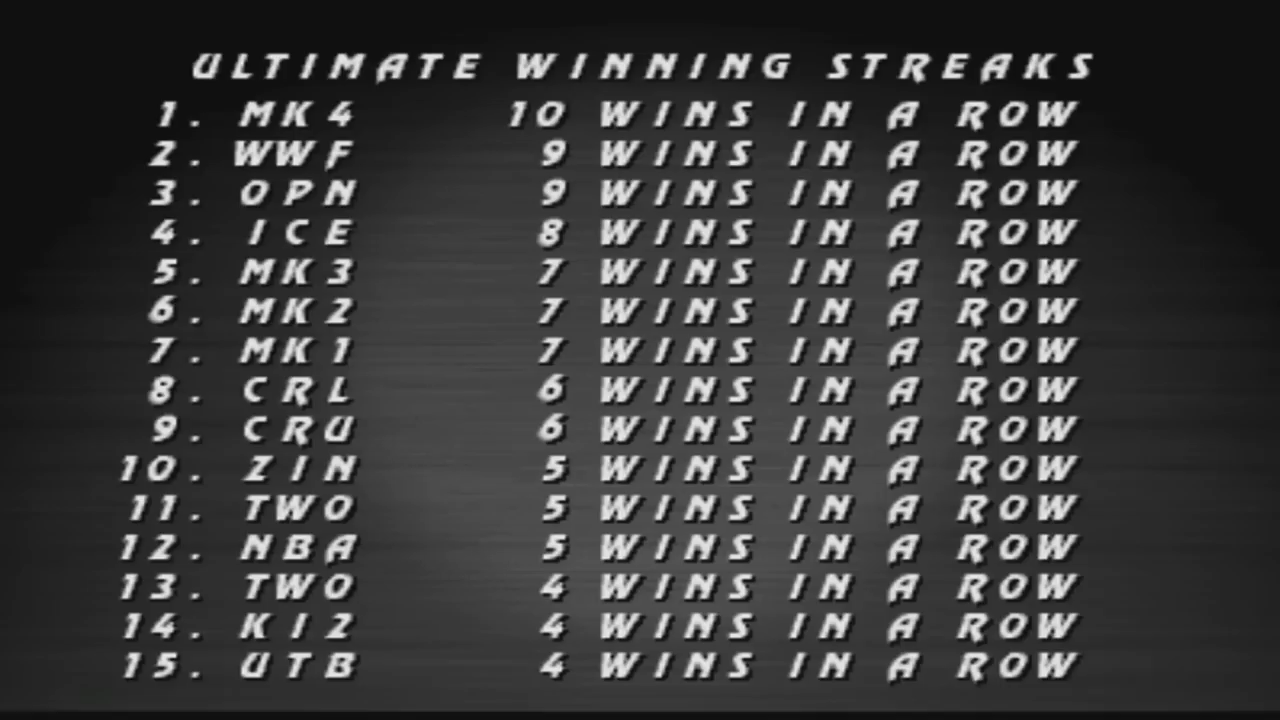 ULTIMATE WINNING STREAKS
1. MK4 10 WINS IN A ROW
2. WWF 9 WINS IN A ROW
3. OPN 9 WINS IN A ROW
4. ICE 8 WINS IN A ROW
5. MK3 7 WINS IN A ROW
6. MK2 7 WINS IN A ROW
7. MK1 7 WINS IN A ROW
8. CRL 6 WINS IN A ROW
9. CRU 6 WINS IN A ROW
10. ZIN 5 WINS IN A ROW
11. TWO 5 WINS IN A ROW
12. NBA 5 WINS IN A ROW
13. TWO 4 WINS IN A ROW
14. KI2 4 WINS IN A ROW
15. UTB 4 WINS IN A ROW